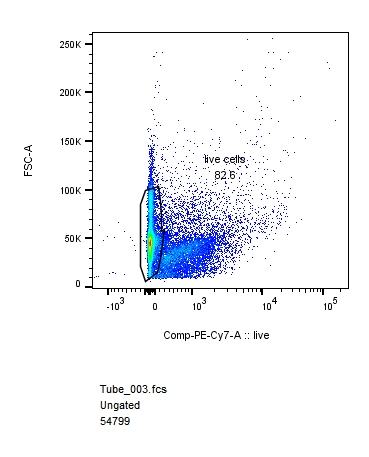 250K
200K
150K
100K
50K
0
FSC-A
live cells
82.6
-10³ 0 10³ 10⁴ 10⁵
Comp-PE-Cy7-A :: live
Tube_003.fcs
Ungated
54799